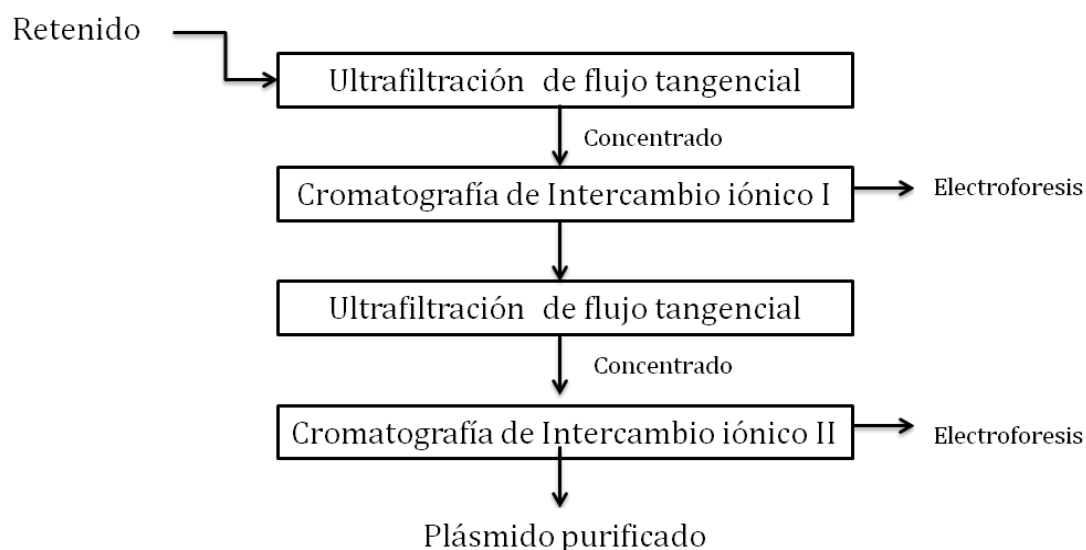 Retenido
Ultrafiltración de flujo tangencial
Concentrado
Cromatografía de Intercambio iónico I
Electroforesis
Ultrafiltración de flujo tangencial
Concentrado
Cromatografía de Intercambio iónico II
Electroforesis
Plásmido purificado